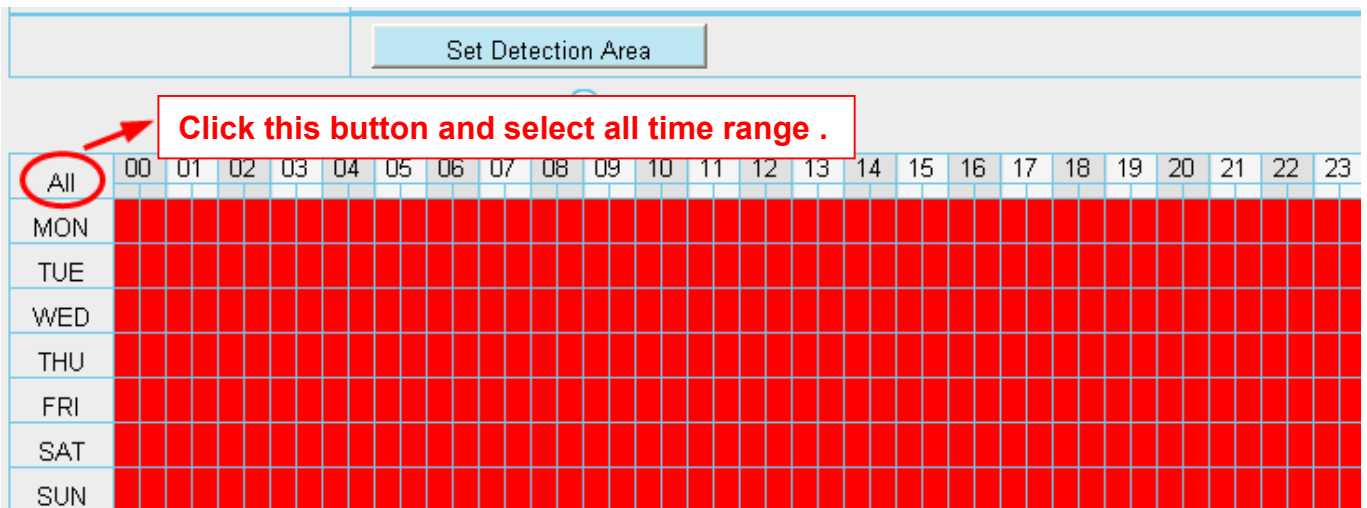 Set Detection Area
Click this button and select all time range .
All 00 01 02 03 04 05 06 07 08 09 10 11 12 13 14 15 16 17 18 19 20 21 22 23
MON
TUE
WED
THU
FRI
SAT
SUN